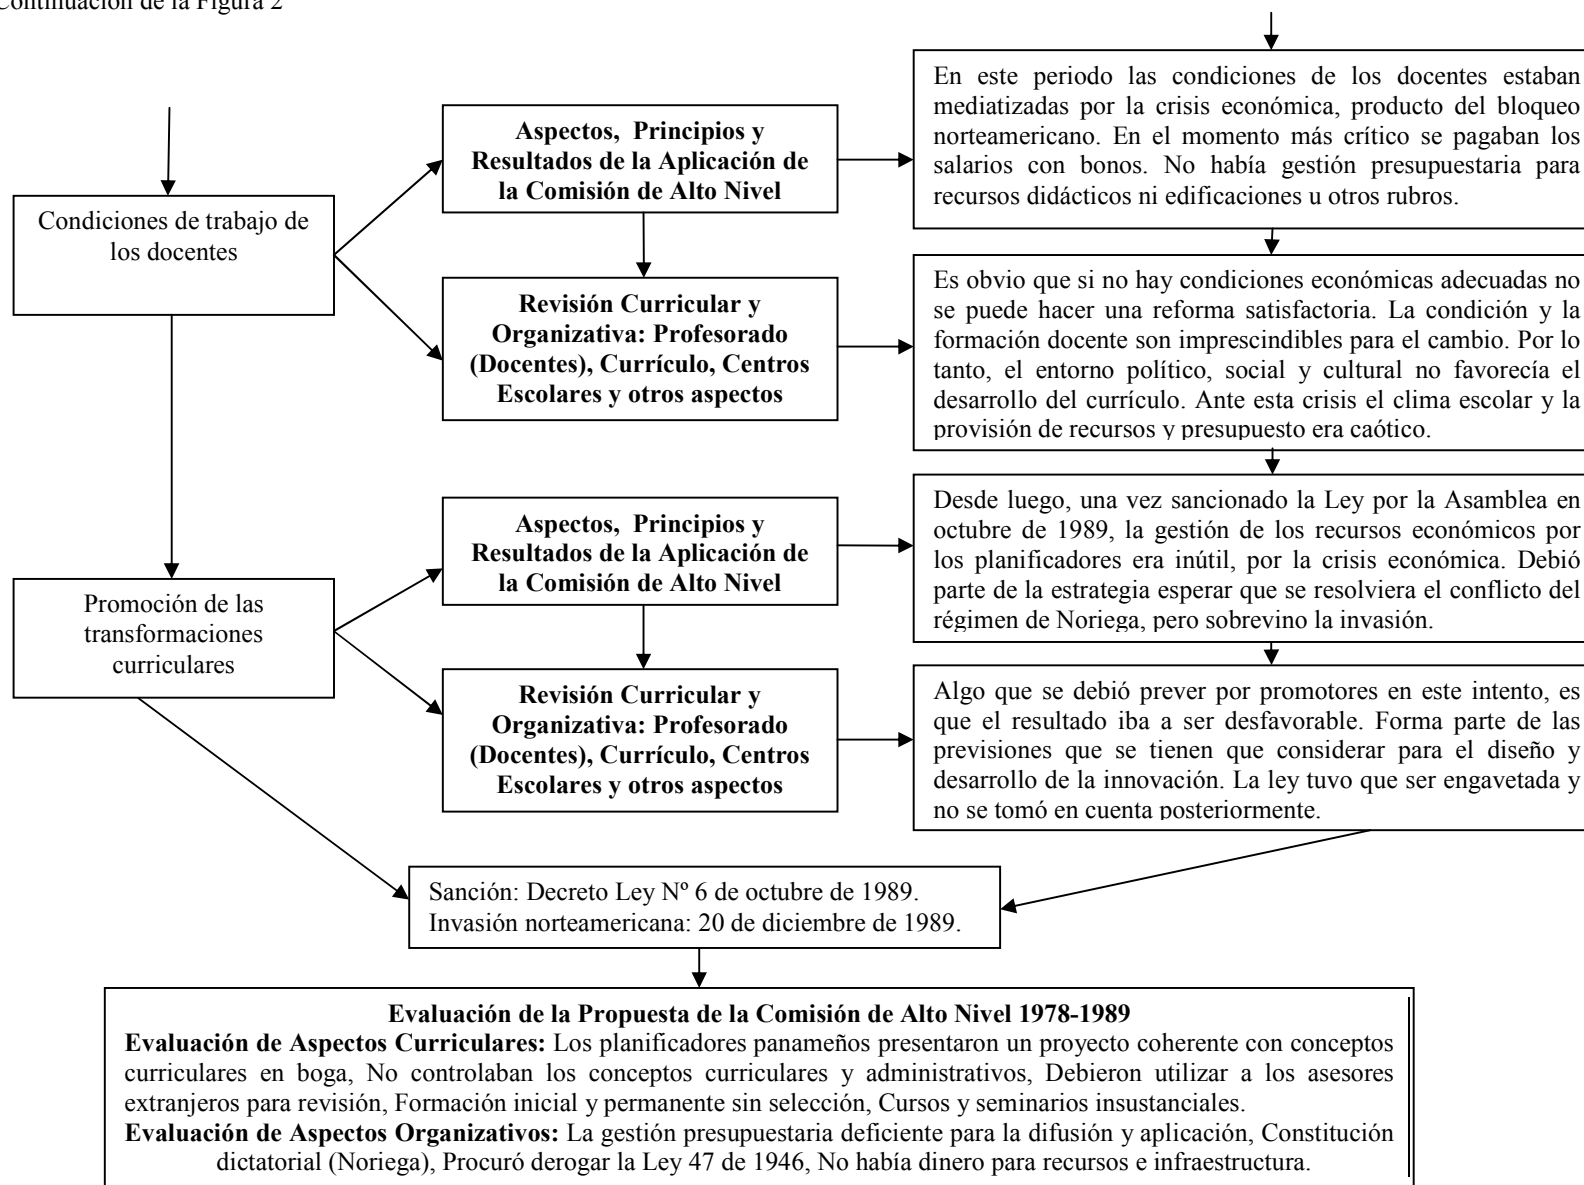 Continuación de la Figura 2
En este periodo las condiciones de los docentes estaban
mediatizadas por la crisis económica, producto del bloqueo
norteamericano. En el momento más crítico se pagaban los
salarios con bonos. No había gestión presupuestaria para
recursos didácticos ni edificaciones u otros rubros.
Aspectos, Principios y
Resultados de la Aplicación de
la Comisión de Alto Nivel
Condiciones de trabajo de
los docentes
Revisión Curricular y
Organizativa: Profesorado
(Docentes), Currículo, Centros
Escolares y otros aspectos
Es obvio que si no hay condiciones económicas adecuadas no
se puede hacer una reforma satisfactoria. La condición y la
formación docente son imprescindibles para el cambio. Por lo
tanto, el entorno político, social y cultural no favorecía el
desarrollo del currículo. Ante esta crisis el clima escolar y la
provisión de recursos y presupuesto era caótico.
Aspectos, Principios y
Resultados de la Aplicación de
la Comisión de Alto Nivel
Desde luego, una vez sancionado la Ley por la Asamblea en
octubre de 1989, la gestión de los recursos económicos por
los planificadores era inútil, por la crisis económica. Debió
parte de la estrategia esperar que se resolviera el conflicto del
régimen de Noriega, pero sobrevino la invasión.
Promoción de las
transformaciones
curriculares
Revisión Curricular y
Organizativa: Profesorado
(Docentes), Currículo, Centros
Escolares y otros aspectos
Algo que se debió prever por promotores en este intento, es
que el resultado iba a ser desfavorable. Forma parte de las
previsiones que se tienen que considerar para el diseño y
desarrollo de la innovación. La ley tuvo que ser engavetada y
no se tomó en cuenta posteriormente.
Sanción: Decreto Ley Nº 6 de octubre de 1989.
Invasión norteamericana: 20 de diciembre de 1989.
Evaluación de la Propuesta de la Comisión de Alto Nivel 1978-1989
Evaluación de Aspectos Curriculares: Los planificadores panameños presentaron un proyecto coherente con conceptos
curriculares en boga, No controlaban los conceptos curriculares y administrativos, Debieron utilizar a los asesores
extranjeros para revisión, Formación inicial y permanente sin selección, Cursos y seminarios insustanciales.
Evaluación de Aspectos Organizativos: La gestión presupuestaria deficiente para la difusión y aplicación, Constitución
dictatorial (Noriega), Procuró derogar la Ley 47 de 1946, No había dinero para recursos e infraestructura.